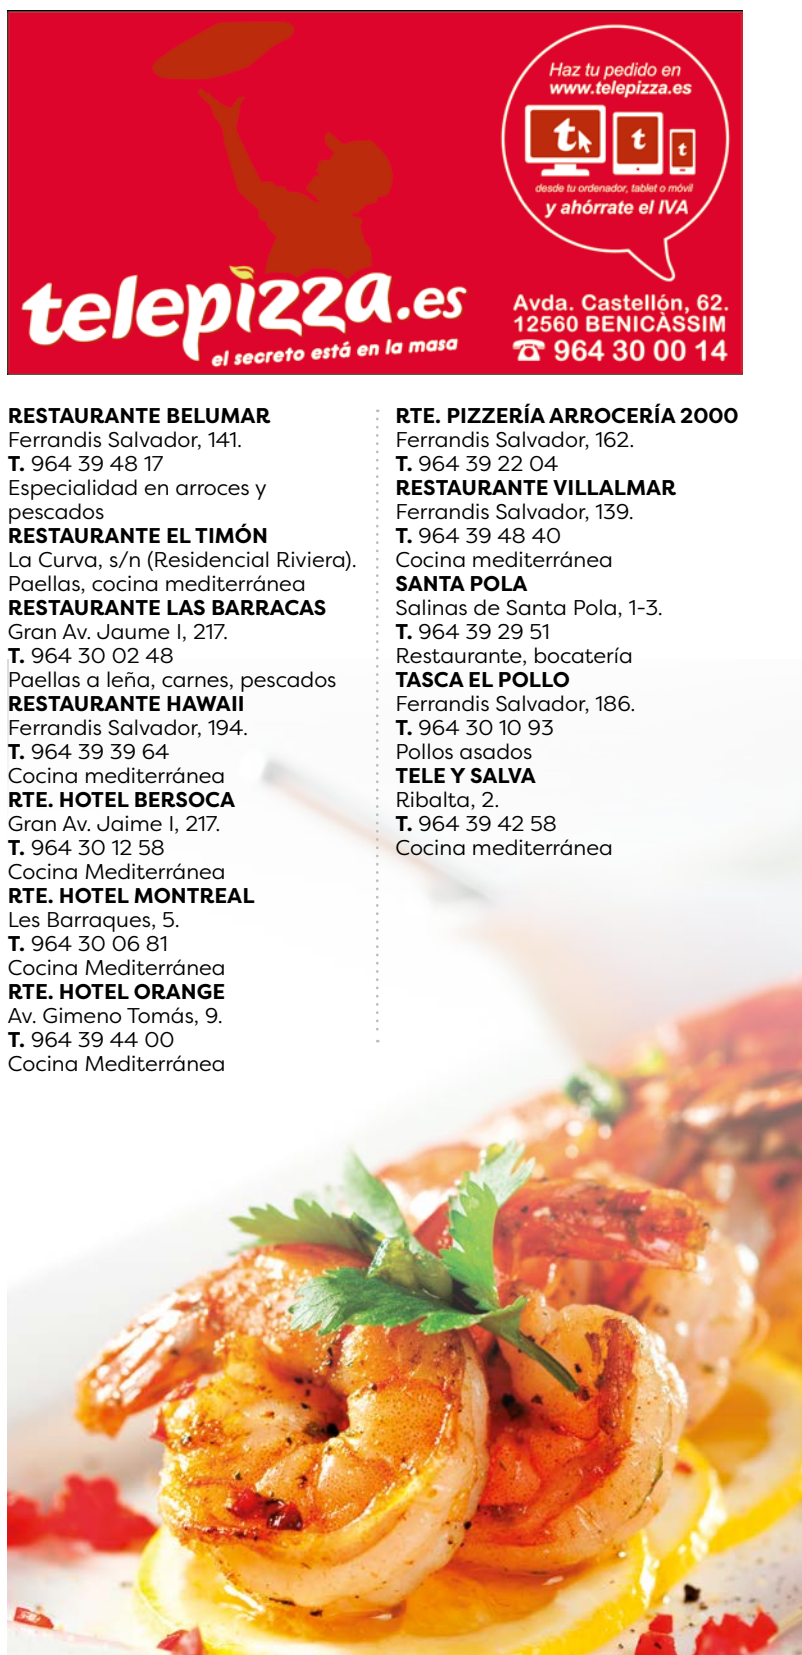 Haz tu pedido en
www.telepizza.es
t
t
t
desde tu ordenador, tablet o móvil
y ahórrate el IVA
telepizza.es
el secreto está en la masa
Avda. Castellón, 62.
12560 BENICÀSSIM
☎ 964 30 00 14
RESTAURANTE BELUMAR
Ferrandis Salvador, 141.
T. 964 39 48 17
Especialidad en arroces y
pescados
RESTAURANTE EL TIMÓN
La Curva, s/n (Residencial Riviera).
Paellas, cocina mediterránea
RESTAURANTE LAS BARRACAS
Gran Av. Jaume I, 217.
T. 964 30 02 48
Paellas a leña, carnes, pescados
RESTAURANTE HAWAII
Ferrandis Salvador, 194.
T. 964 39 39 64
Cocina mediterránea
RTE. HOTEL BERSOCA
Gran Av. Jaime I, 217.
T. 964 30 12 58
Cocina Mediterránea
RTE. HOTEL MONTREAL
Les Barraques, 5.
T. 964 30 06 81
Cocina Mediterránea
RTE. HOTEL ORANGE
Av. Gimeno Tomás, 9.
T. 964 39 44 00
Cocina Mediterránea
RTE. PIZZERÍA ARROCERÍA 2000
Ferrandis Salvador, 162.
T. 964 39 22 04
RESTAURANTE VILLALMAR
Ferrandis Salvador, 139.
T. 964 39 48 40
Cocina mediterránea
SANTA POLA
Salinas de Santa Pola, 1-3.
T. 964 39 29 51
Restaurante, bocatería
TASCA EL POLLO
Ferrandis Salvador, 186.
T. 964 30 10 93
Pollos asados
TELE Y SALVA
Ribalta, 2.
T. 964 39 42 58
Cocina mediterránea